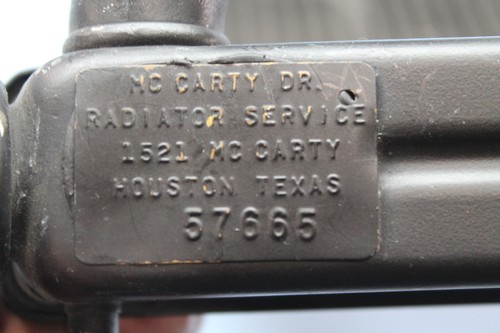 MC CARTY DR.
RADIATOR SERVICE
1521 MC CARTY
HOUSTON TEXAS
57665